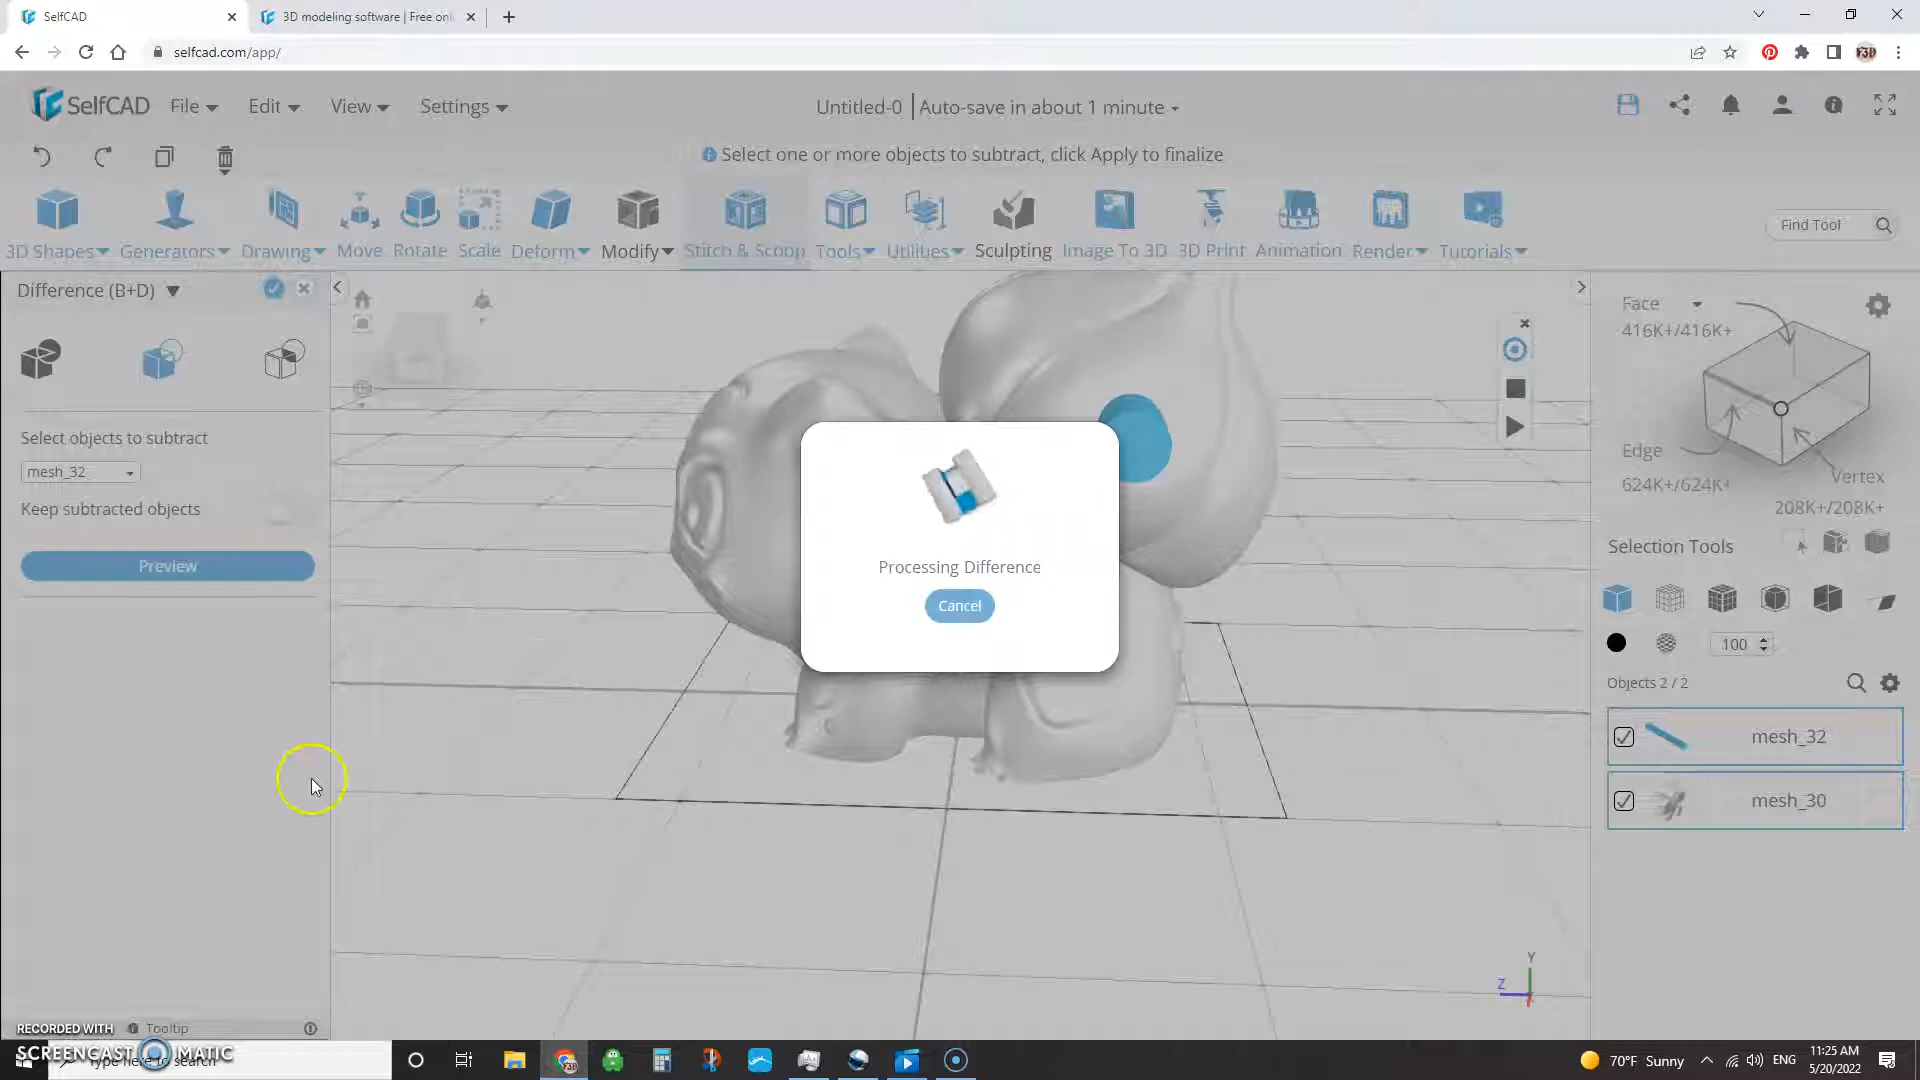 SelfCAD
3D modeling software | Free onl
selfcad.com/app/
SelfCAD
File
Edit
View
Settings
Untitled-0
Auto-save in about 1 minute
Select one or more objects to subtract, click Apply to finalize
3D Shapes
Generators
Drawing
Move
Rotate
Scale
Deform
Modify
Stitch & Scoop
Tools
Utilities
Sculpting
Image To 3D
3D Print
Animation
Render
Tutorials
Find Tool
Difference (B+D)
Select objects to subtract
mesh_32
Keep subtracted objects
Preview
Processing Difference
Cancel
Face
416K+/416K+
Edge
624K+/624K+
Vertex
208K+/208K+
Selection Tools
100
Objects 2 / 2
mesh_32
mesh_30
Y
Z
Tooltip
RECORDED WITH
SCREENCAST MATIC
Type here to search
70°F Sunny
ENG
11:25 AM
5/20/2022